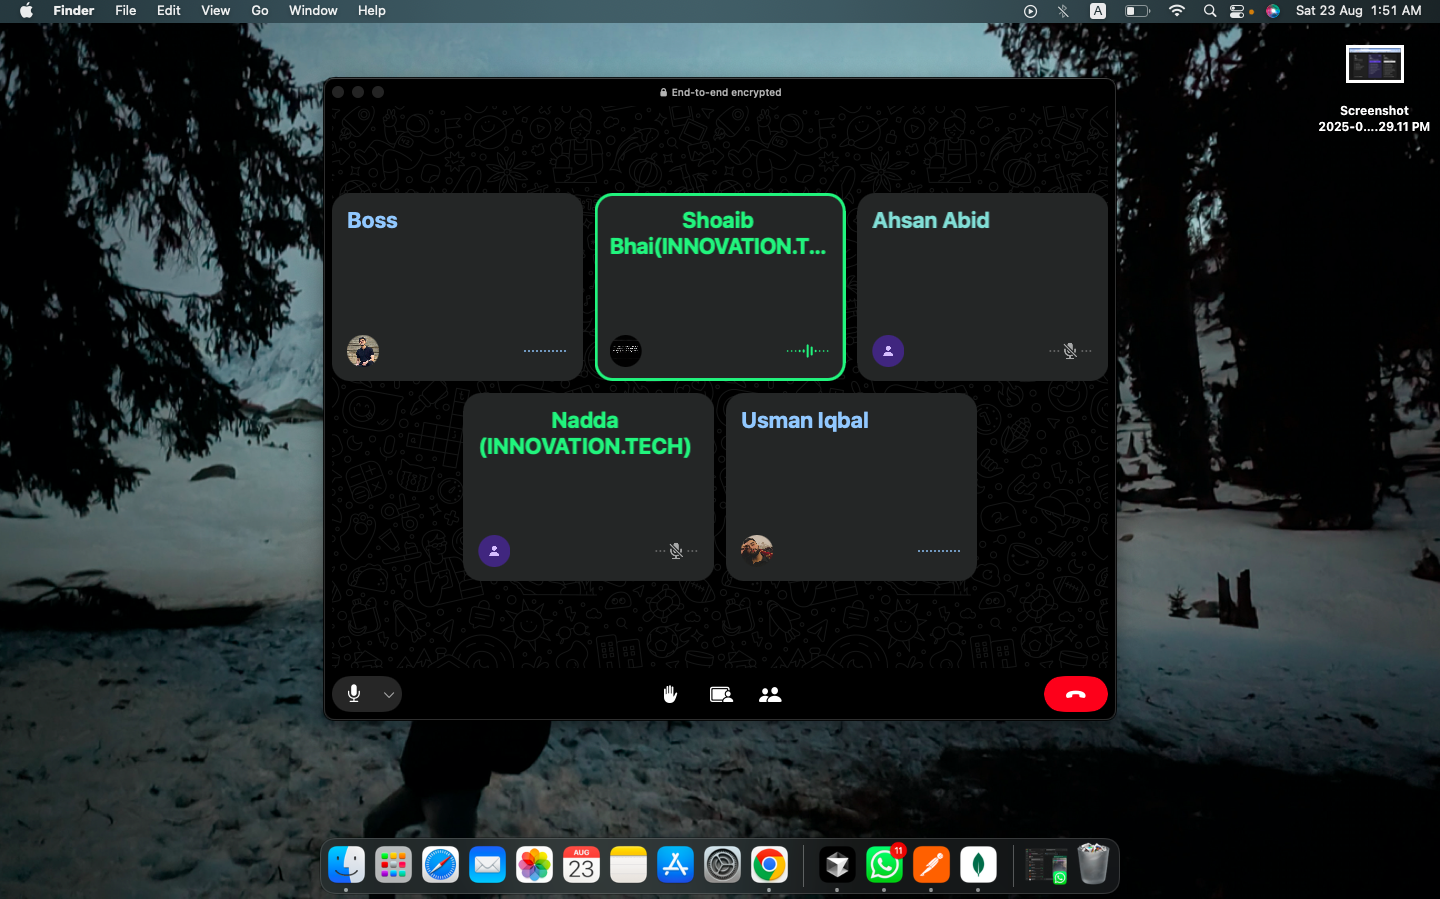 Finder File Edit View Go Window Help
A
Sat 23 Aug 1:51 AM
Screenshot
2025-0....29.11 PM
End-to-end encrypted
Boss
Shoaib
Bhai(INNOVATION.T...
Ahsan Abid
Nadda
(INNOVATION.TECH)
Usman Iqbal
AUG
23
11